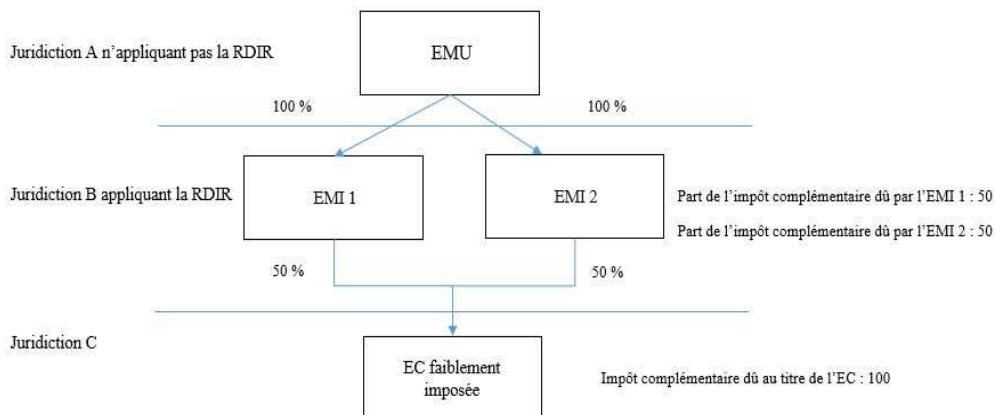 Juridiction A n’appliquant pas la RDIR
EMU
100 %
100 %
Juridiction B appliquant la RDIR
EMI 1
EMI 2
Part de l’impôt complémentaire dû par l’EMI 1 : 50
Part de l’impôt complémentaire dû par l’EMI 2 : 50
50 %
50 %
Juridiction C
EC faiblement
imposée
Impôt complémentaire dû au titre de l’EC : 100